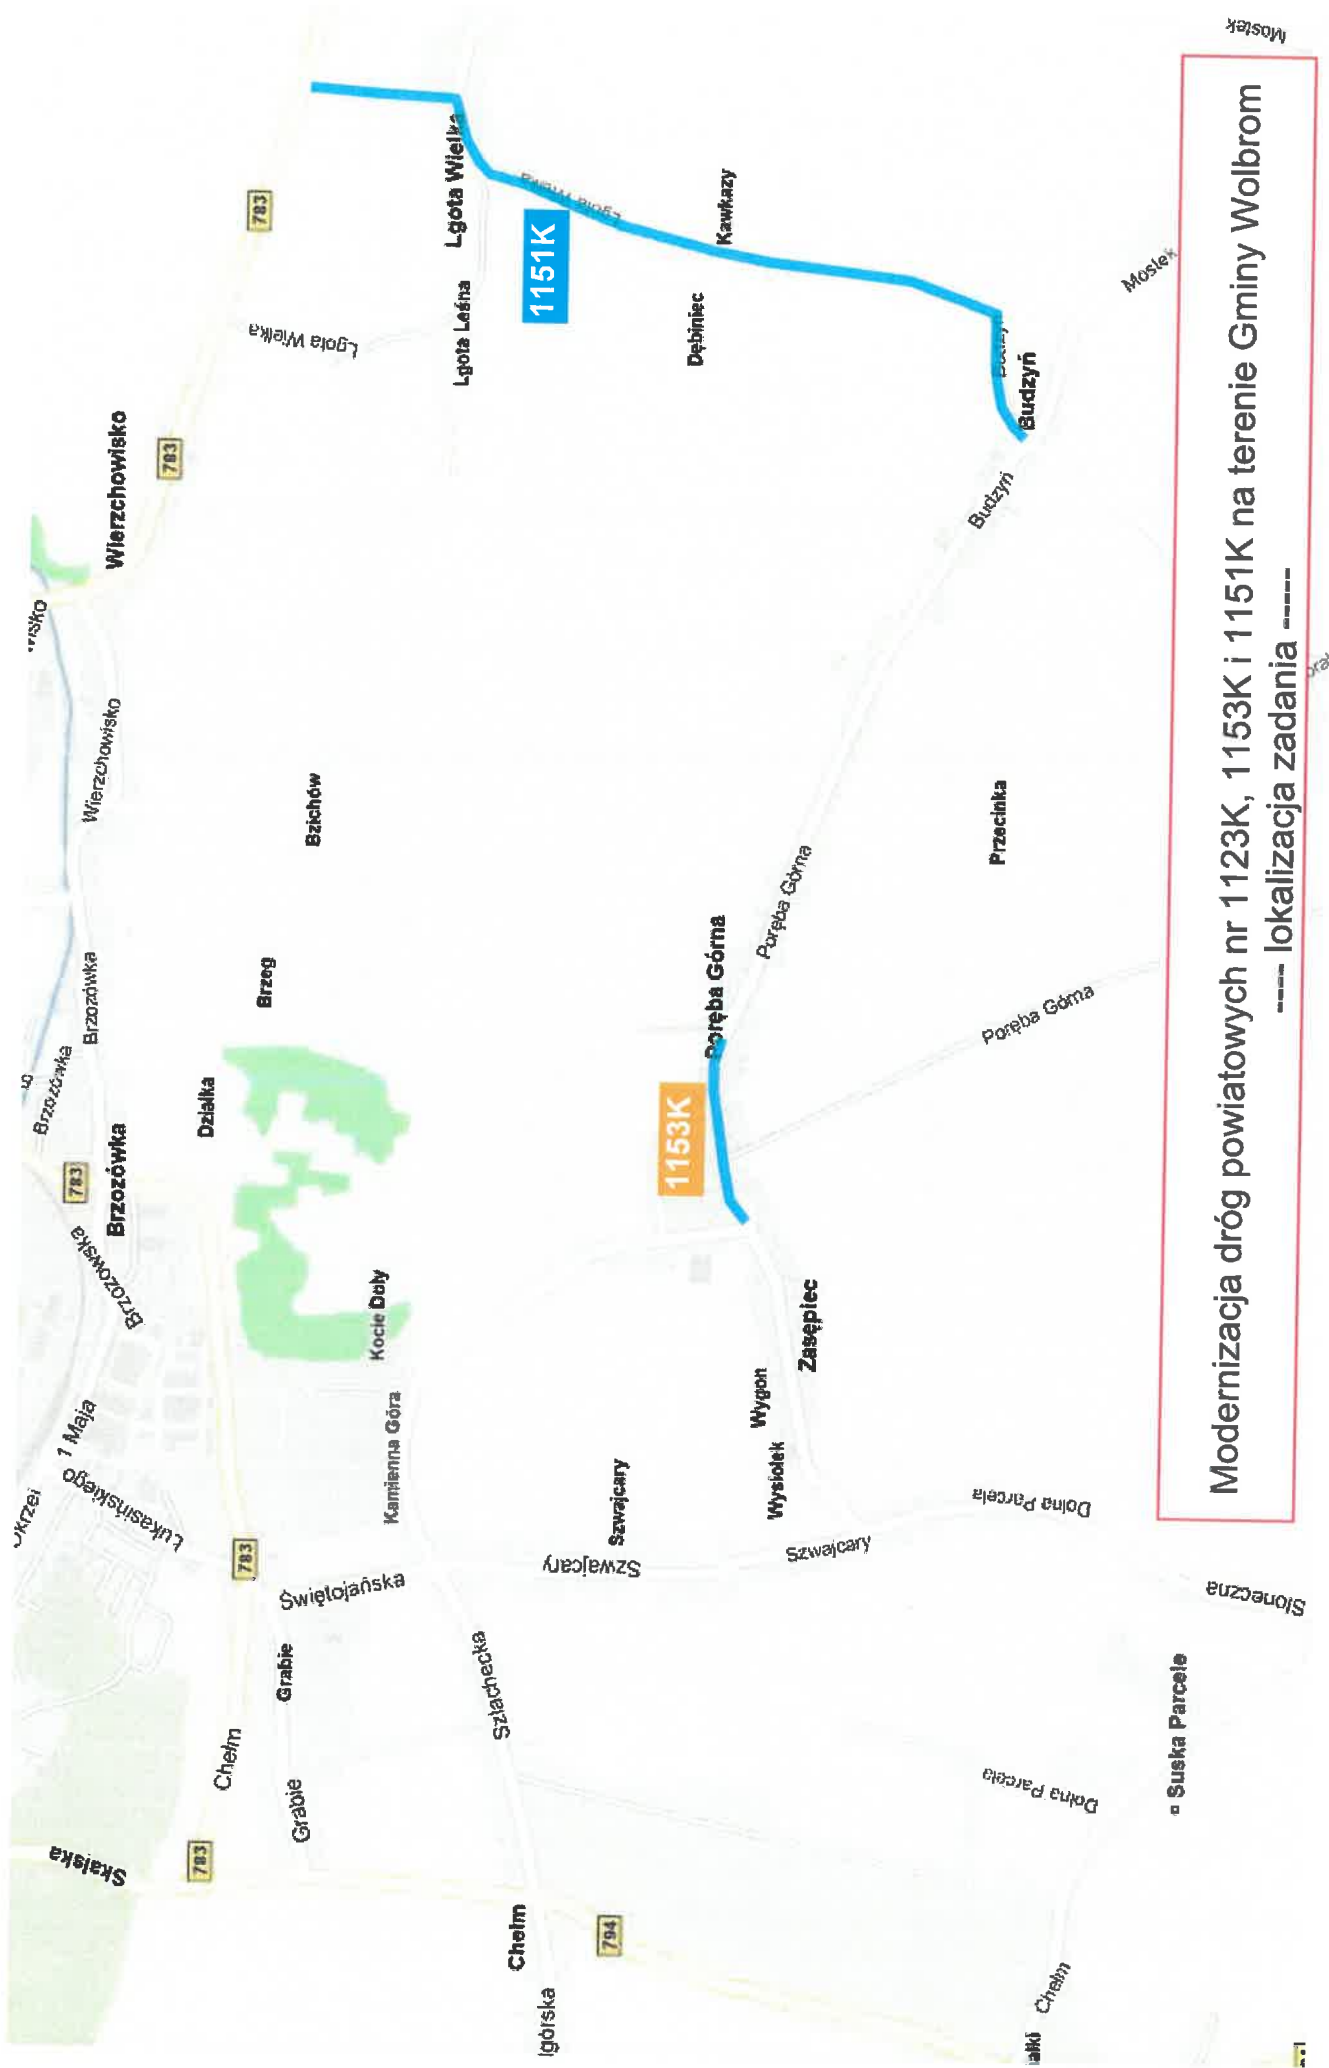 Skalska
783
Chełm
Grabie
Grabie
Chełm
794
Szlachecka
Świętojańska
783
Łukasińskiego
1 Maja
Kamienna Góra
Kocie Doły
Brzozowska
Brzozówka
783
Brzozówka
Brzozówka
Działka
Brzeg
Bzichów
Wierzchowisko
Wierzchowisko
783
783
Lgota Wielka
Lgota Leśna
Lgota Wielka
Lgota Wielka
1151K
Kawkazy
Dębiniec
Budzyń
Budzyń
Budzyń
Mostek
Mostek
Poręba Górna
Poręba Górna
Poręba Górna
Przecinka
1153K
Zasępiec
Wygon
Wysiołek
Szwajcary
Szwajcary
Szwajcary
Dolna Parcela
Dolna Parcela
Słoneczna
Suska Parcele
Chełm
Modernizacja dróg powiatowych nr 1123K, 1153K i 1151K na terenie Gminy Wolbrom
---- lokalizacja zadania -----